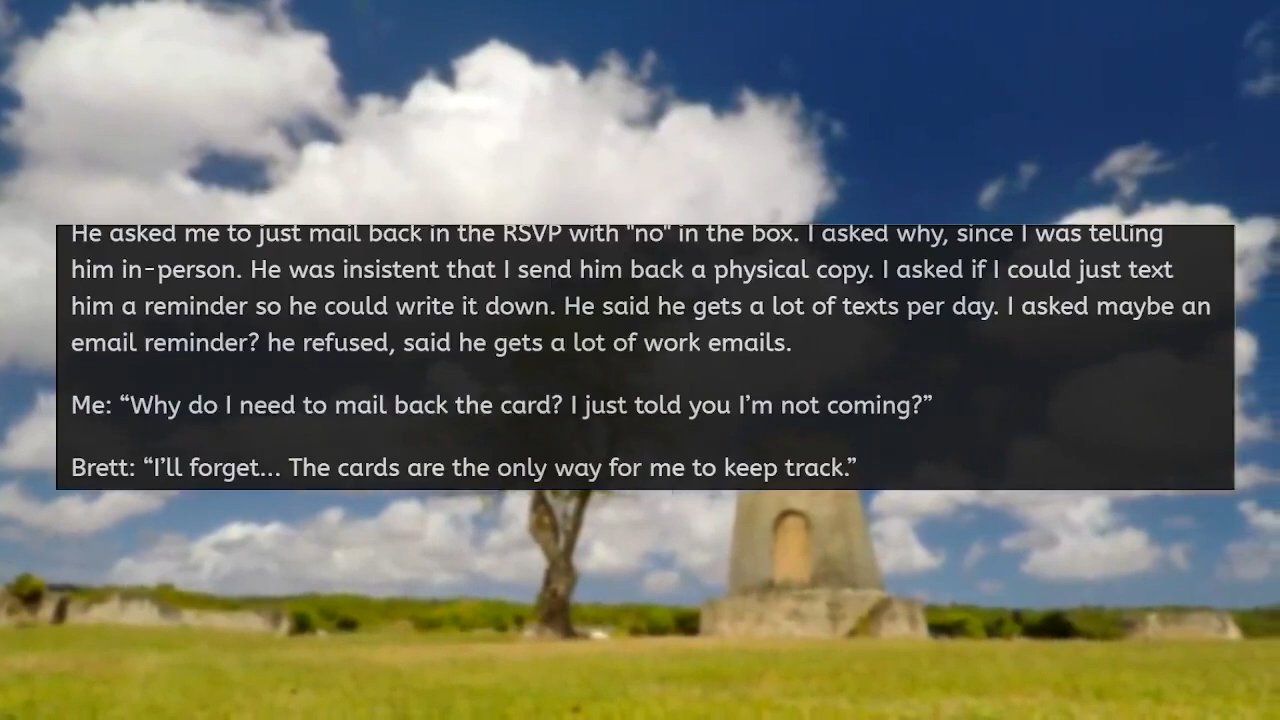 He asked me to just mail back in the RSVP with "no" in the box. I asked why, since I was telling
him in-person. He was insistent that I send him back a physical copy. I asked if I could just text
him a reminder so he could write it down. He said he gets a lot of texts per day. I asked maybe an
email reminder? he refused, said he gets a lot of work emails.
Me: “Why do I need to mail back the card? I just told you I’m not coming?”
Brett: “I’ll forget... The cards are the only way for me to keep track.”